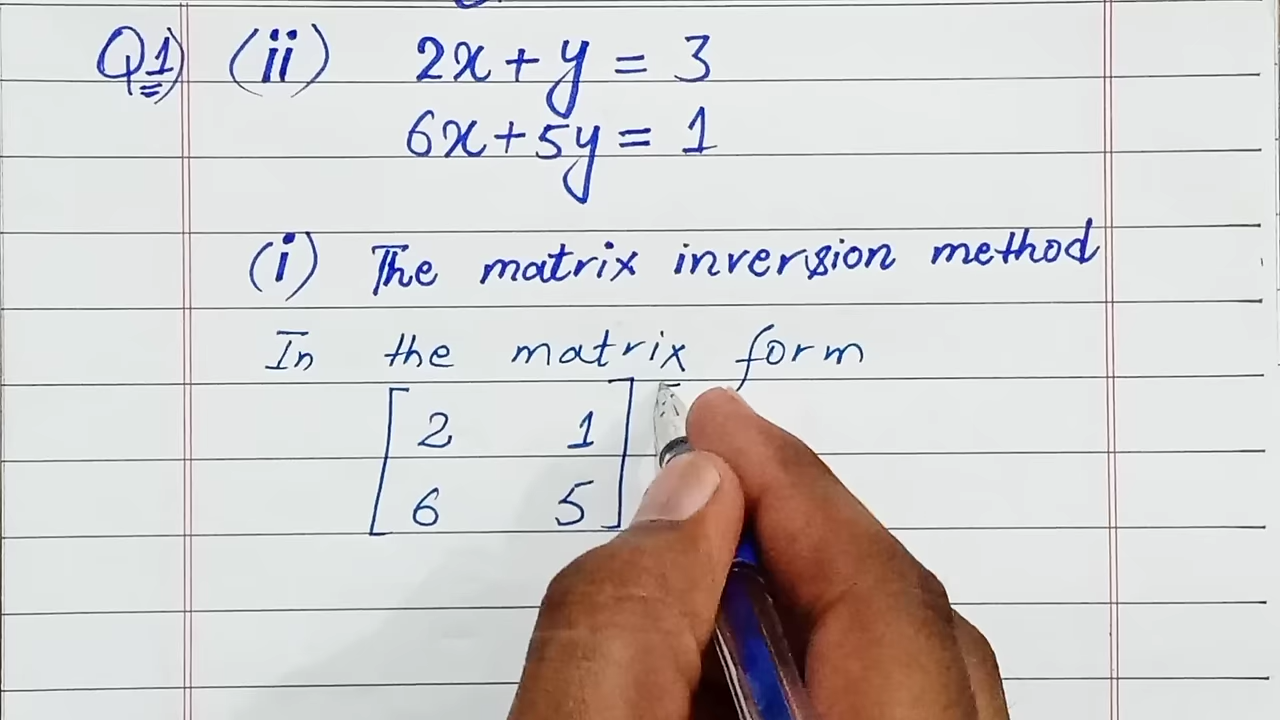 Q1) (ii) 2x + y = 3
6x + 5y = 1
(i) The matrix inversion method
In the matrix form
[2 1]
[6 5]